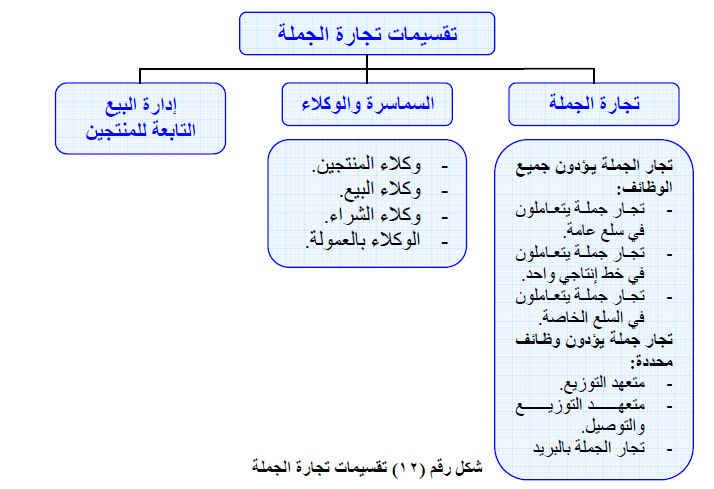 تقسيمات تجارة الجملة
تجارة الجملة
السماسرة والوكلاء
إدارة البيع
التابعة للمنتجين
تجار الجملة يؤدون جميع
الوظائف:
- تجار جملة يتعاملون
في سلع عامة.
- تجار جملة يتعاملون
في خط إنتاجي واحد.
- تجار جملة يتعاملون
في السلع الخاصة.
تجار جملة يؤدون وظائف
محددة:
- متعهد التوزيع.
- متعهد التوزيع
والتوصيل.
- تجار الجملة بالبريد
- وكلاء المنتجين.
- وكلاء البيع.
- وكلاء الشراء.
- الوكلاء بالعمولة.
شكل رقم (١٢) تقسيمات تجارة الجملة